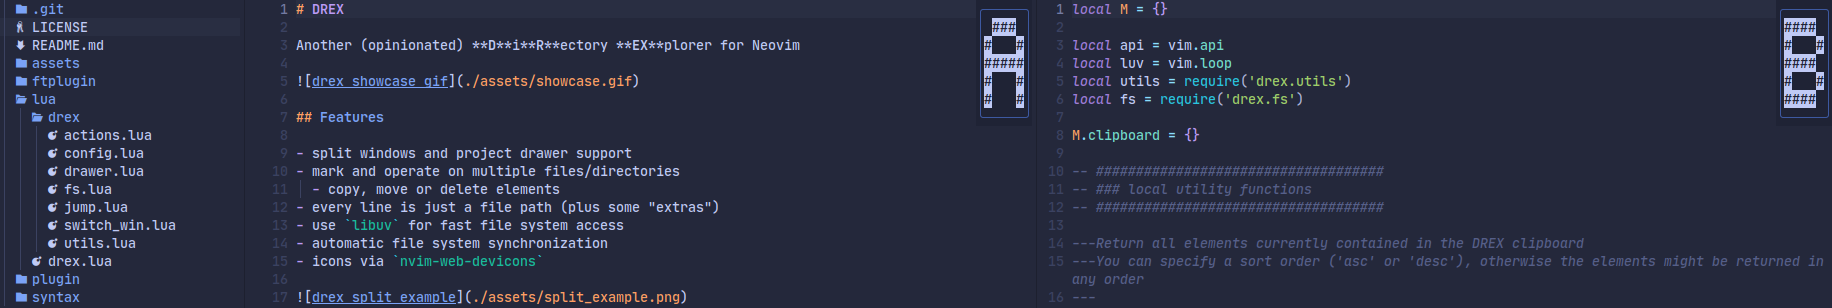 .git
LICENSE
README.md
assets
ftplugin
lua
drex
actions.lua
config.lua
drawer.lua
fs.lua
jump.lua
switch_win.lua
utils.lua
drex.lua
plugin
syntax
1 # DREX
2
3 Another (opinionated) **D**i**R**ectory **EX**plorer for Neovim
4
5 ![drex showcase gif](./assets/showcase.gif)
6
7 ## Features
8
9 - split windows and project drawer support
10 - mark and operate on multiple files/directories
11   - copy, move or delete elements
12 - every line is just a file path (plus some "extras")
13 - use `libuv` for fast file system access
14 - automatic file system synchronization
15 - icons via `nvim-web-devicons`
16
17 ![drex split example](./assets/split_example.png)
###
#   #
#####
#   #
#   #
1 local M = {}
2
3 local api = vim.api
4 local luv = vim.loop
5 local utils = require('drex.utils')
6 local fs = require('drex.fs')
7
8 M.clipboard = {}
9
10 -- ####################################
11 -- ### local utility functions
12 -- ####################################
13
14 ---Return all elements currently contained in the DREX clipboard
15 ---You can specify a sort order ('asc' or 'desc'), otherwise the elements might be returned in
any order
16 ---
####
#   #
####
#   #
####